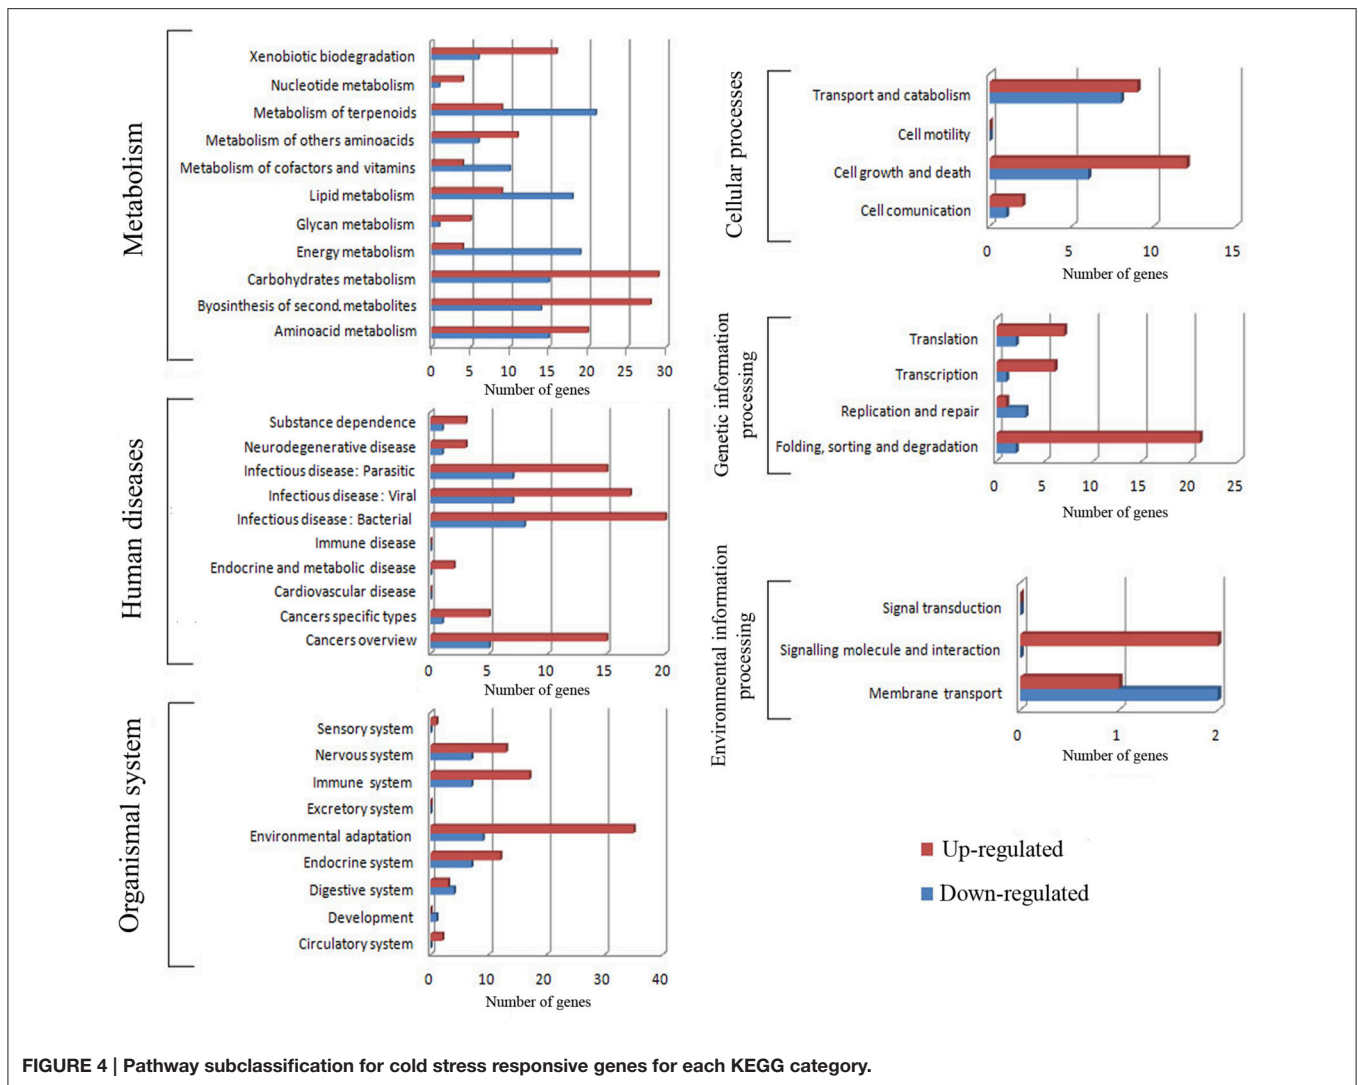 Metabolism
Xenobiotic biodegradation
Nucleotide metabolism
Metabolism of terpenoids
Metabolism of others aminoacids
Metabolism of cofactors and vitamins
Lipid metabolism
Glycan metabolism
Energy metabolism
Carbohydrates metabolism
Byosinthesis of second. metabolites
Aminoacid metabolism
0 5 10 15 20 25 30
Number of genes
Human diseases
Substance dependence
Neurodegenerative disease
Infectious disease: Parasitic
Infectious disease: Viral
Infectious disease: Bacterial
Immune disease
Endocrine and metabolic disease
Cardiovascular disease
Cancers specific types
Cancers overview
0 5 10 15 20
Number of genes
Organismal system
Sensory system
Nervous system
Immune system
Excretory system
Environmental adaptation
Endocrine system
Digestive system
Development
Circulatory system
0 10 20 30 40
Number of genes
Cellular processes
Transport and catabolism
Cell motility
Cell growth and death
Cell comunication
0 5 10 15
Number of genes
Genetic information
processing
Translation
Transcription
Replication and repair
Folding, sorting and degradation
0 5 10 15 20 25
Number of genes
Environmental information
processing
Signal transduction
Signalling molecule and interaction
Membrane transport
0 1 2
Number of genes
Up-regulated
Down-regulated
FIGURE 4 | Pathway subclassification for cold stress responsive genes for each KEGG category.